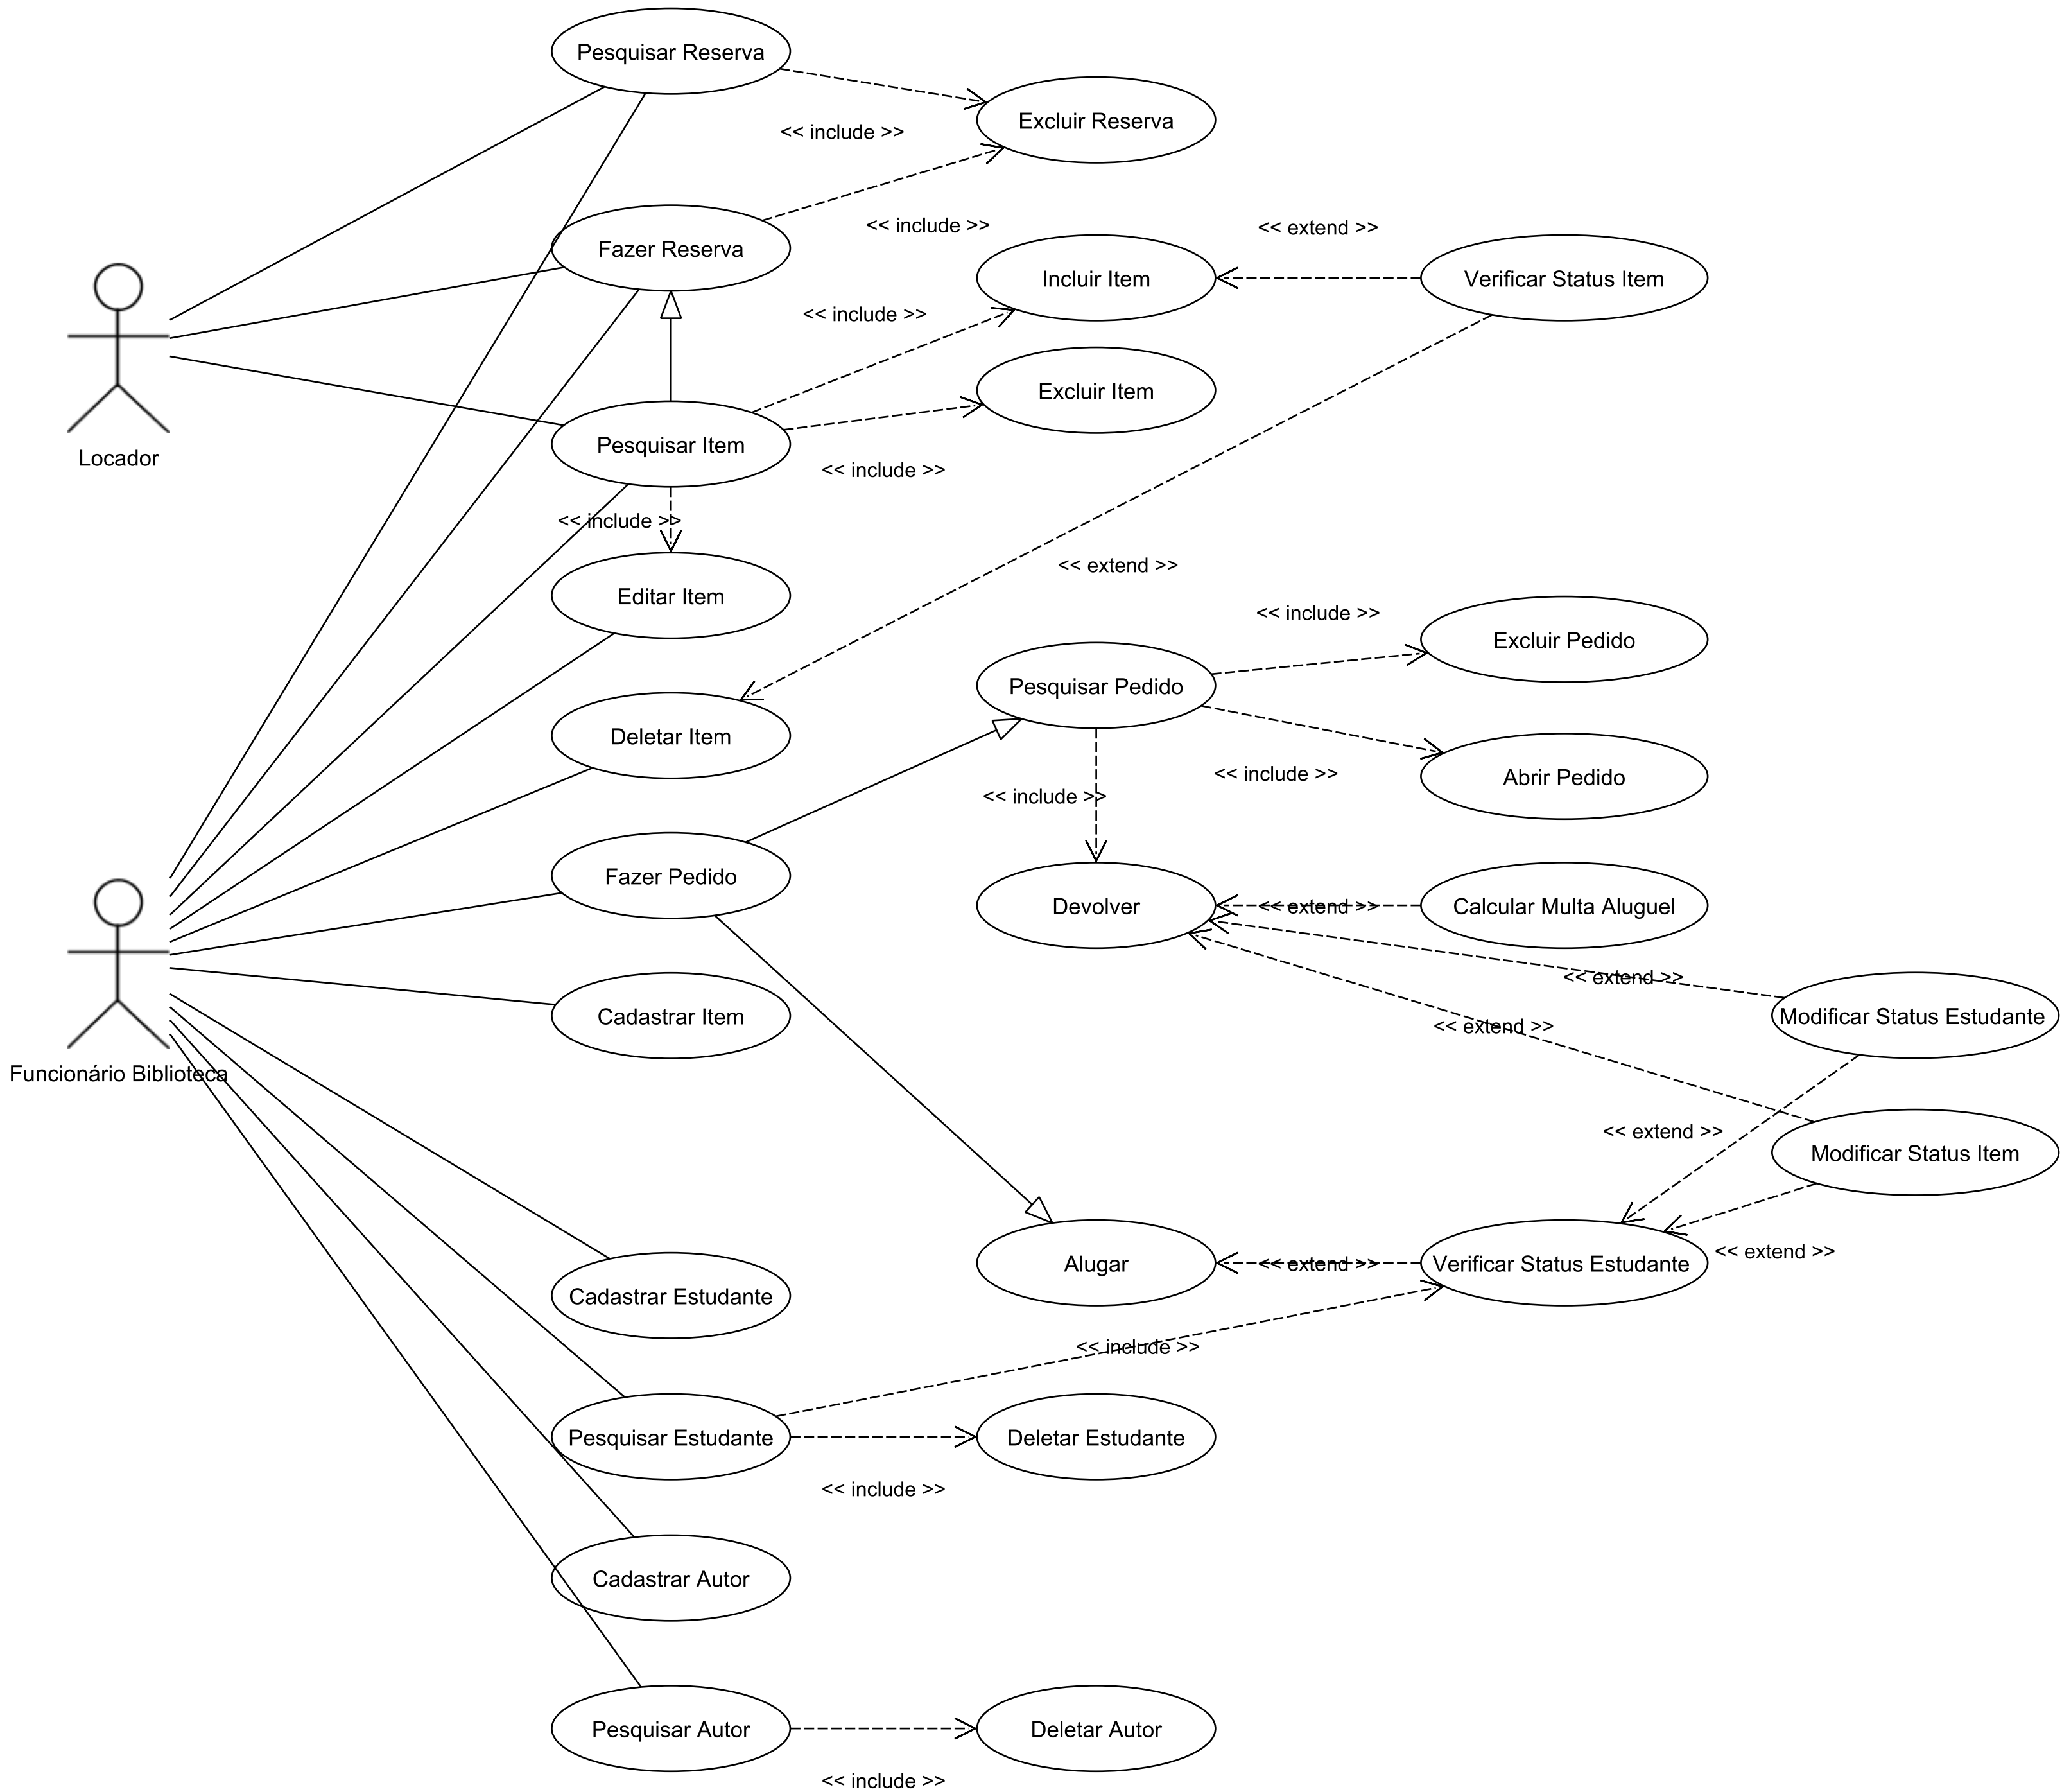 Pesquisar Reserva
Excluir Reserva
<< include >>
Fazer Reserva
<< include >>
<< extend >>
Incluir Item
Verificar Status Item
<< include >>
Excluir Item
Pesquisar Item
Locador
<< include >>
<< include >>
<< extend >>
Editar Item
<< include >>
Excluir Pedido
Pesquisar Pedido
Deletar Item
<< include >>
Abrir Pedido
<< include >>
Fazer Pedido
Devolver
<< extend >>
Calcular Multa Aluguel
<< extend >>
Cadastrar Item
Modificar Status Estudante
<< extend >>
Funcionário Biblioteca
<< extend >>
Modificar Status Item
<< extend >>
Alugar
<< extend >>
Verificar Status Estudante
Cadastrar Estudante
<< include >>
Pesquisar Estudante
Deletar Estudante
<< include >>
Cadastrar Autor
Pesquisar Autor
Deletar Autor
<< include >>